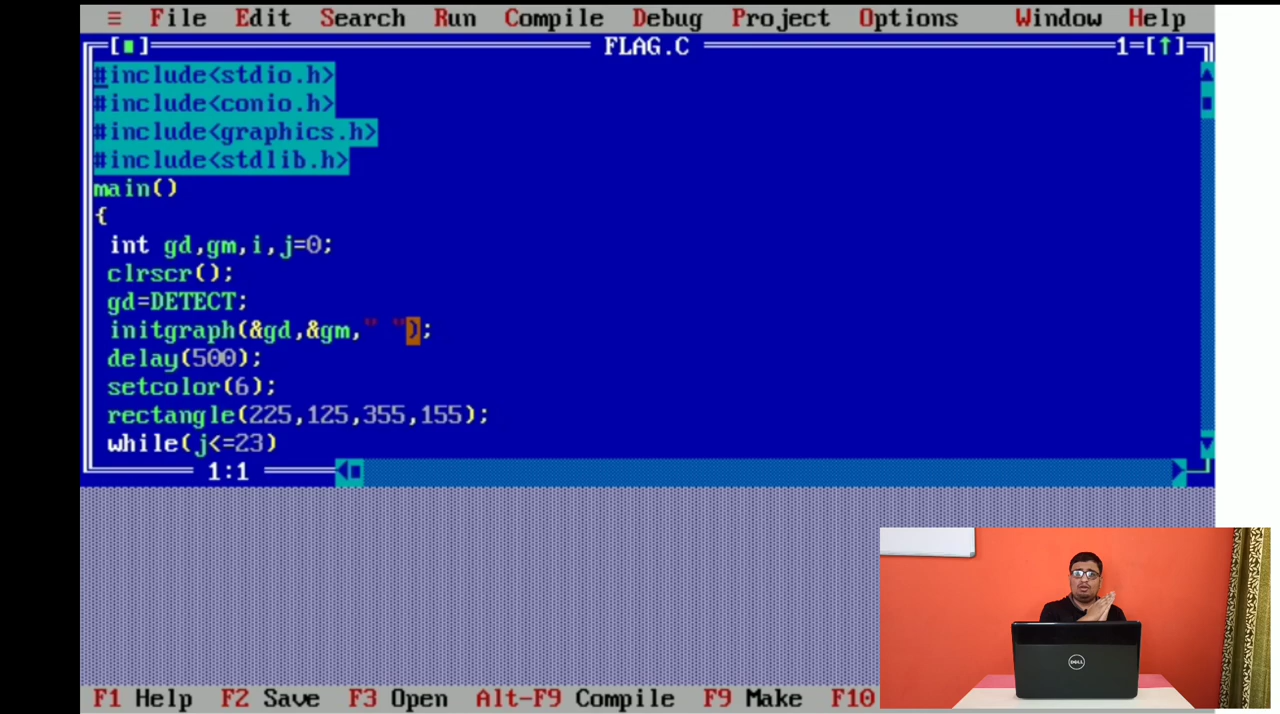 ≡ File Edit Search Run Compile Debug Project Options Window Help
[■] FLAG.C 1=[↑]
#include<stdio.h>
#include<conio.h>
#include<graphics.h>
#include<stdlib.h>
main()
{
int gd,gm,i,j=0;
clrscr();
gd=DETECT;
initgraph(&gd,&gm," ");
delay(500);
setcolor(6);
rectangle(225,125,355,155);
while(j<=23)
1:1
F1 Help F2 Save F3 Open Alt-F9 Compile F9 Make F10
DELL